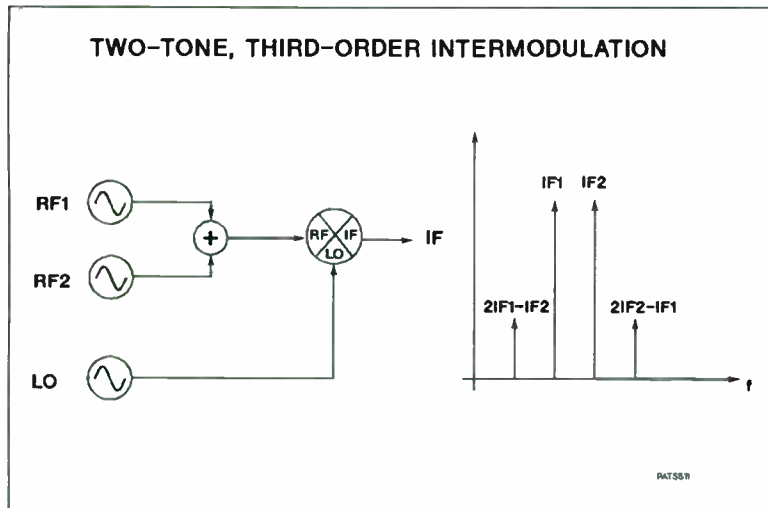 TWO-TONE, THIRD-ORDER INTERMODULATION
RF1
RF2
LO
RF
IF
LO
IF
IF1
IF2
2IF1-IF2
2IF2-IF1
f